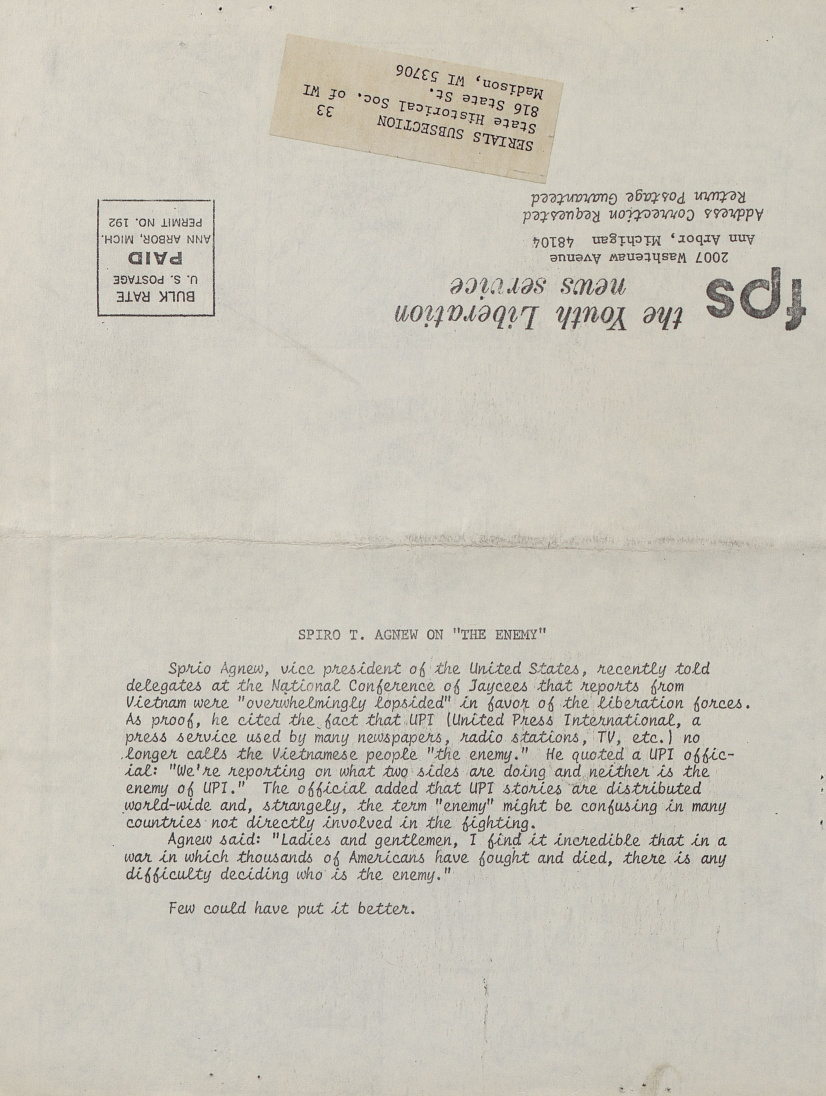 SERIALS SUBSECTION 33
State Historical Soc. of WI
816 State St.
Madison, WI 53706
fps the Youth Liberation
news service
2007 Washtenaw Avenue
Ann Arbor, Michigan 48104
Address Correction Requested
Return Postage Guaranteed
BULK RATE
U. S. POSTAGE
PAID
ANN ARBOR, MICH.
PERMIT NO. 192
SPIRO T. AGNEW ON "THE ENEMY"
Sprio Agnew, vice president of the United States, recently told
delegates at the National Conference of Jaycees that reports from
Vietnam were "overwhelmingly lopsided" in favor of the liberation forces.
As proof, he cited the fact that UPI (United Press International, a
press service used by many newspapers, radio stations, TV, etc.) no
longer calls the Vietnamese people "the enemy." He quoted a UPI offic-
ial: "We're reporting on what two sides are doing and neither is the
enemy of UPI." The official added that UPI stories are distributed
world-wide and, strangely, the term "enemy" might be confusing in many
countries not directly involved in the fighting.
Agnew said: "Ladies and gentlemen, I find it incredible that in a
war in which thousands of Americans have fought and died, there is any
difficulty deciding who is the enemy."
Few could have put it better.